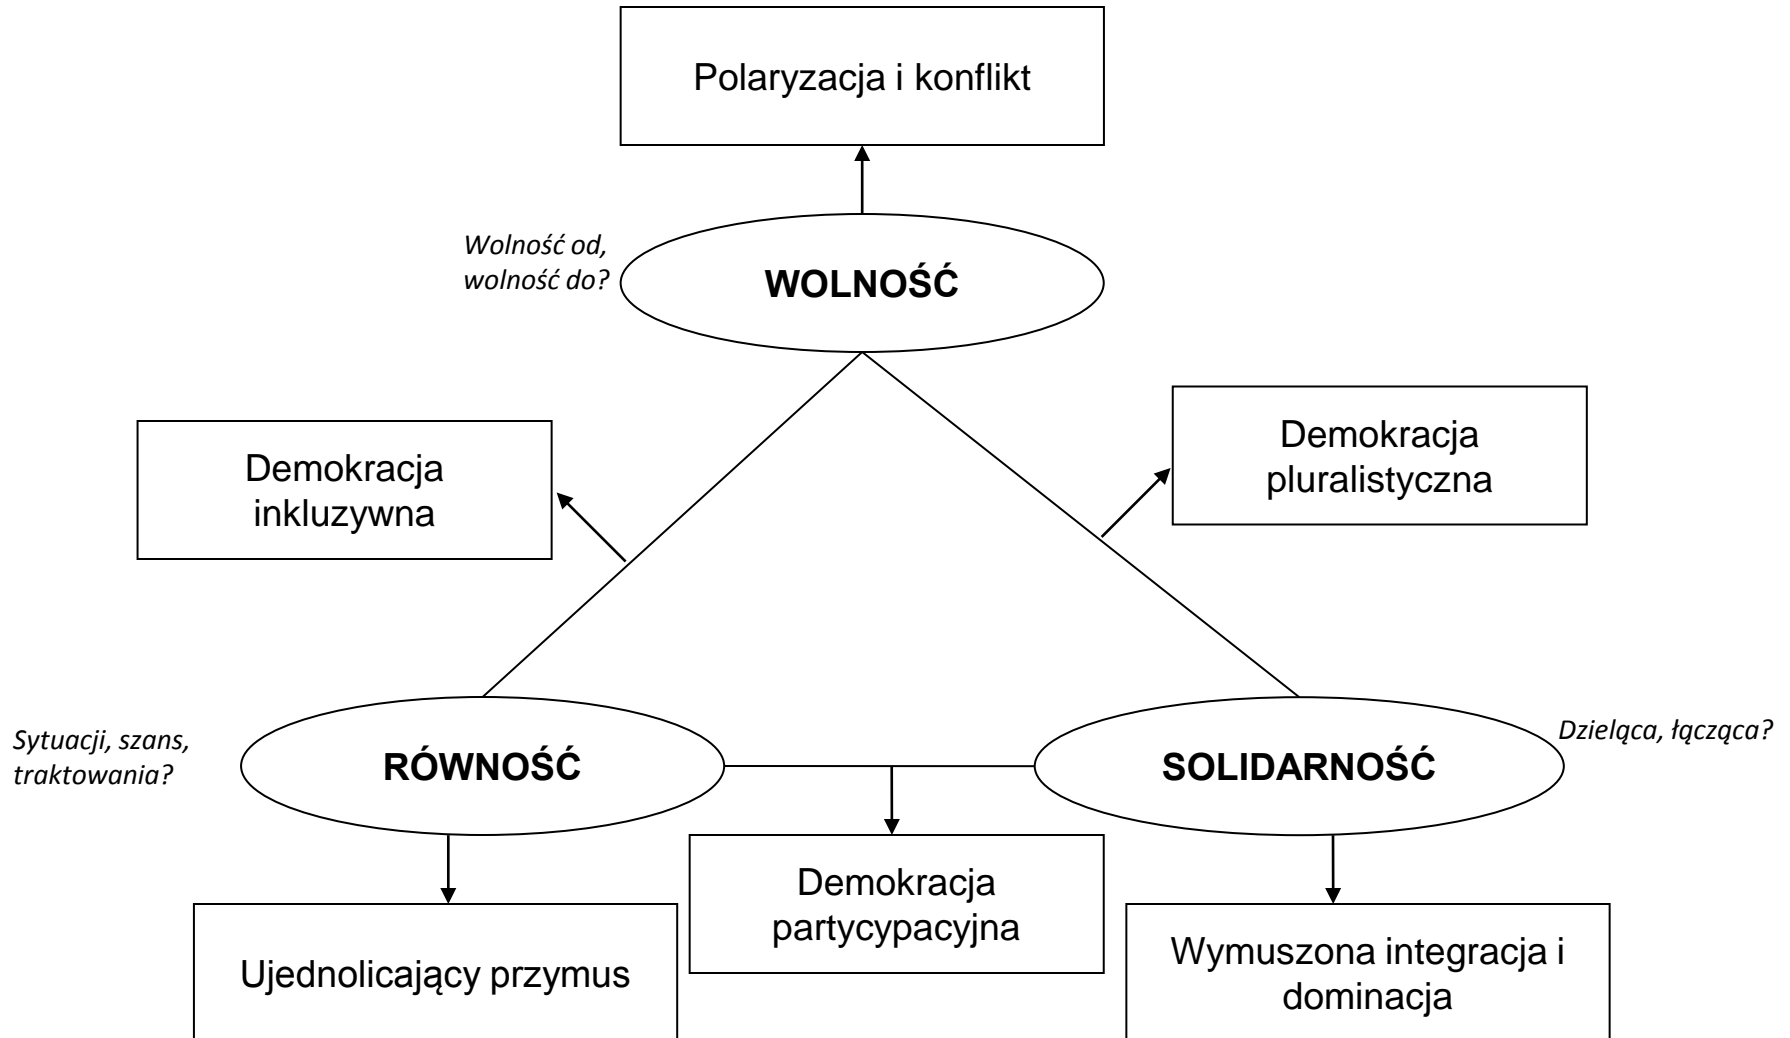 Polaryzacja i konflikt
Wolność od,
wolność do?
WOLNOŚĆ
Demokracja
inkluzywna
Demokracja
pluralistyczna
Sytuacji, szans,
traktowania?
RÓWNOŚĆ
SOLIDARNOŚĆ
Dzieląca, łącząca?
Demokracja
partycypacyjna
Ujednolicający przymus
Wymuszona integracja i
dominacja